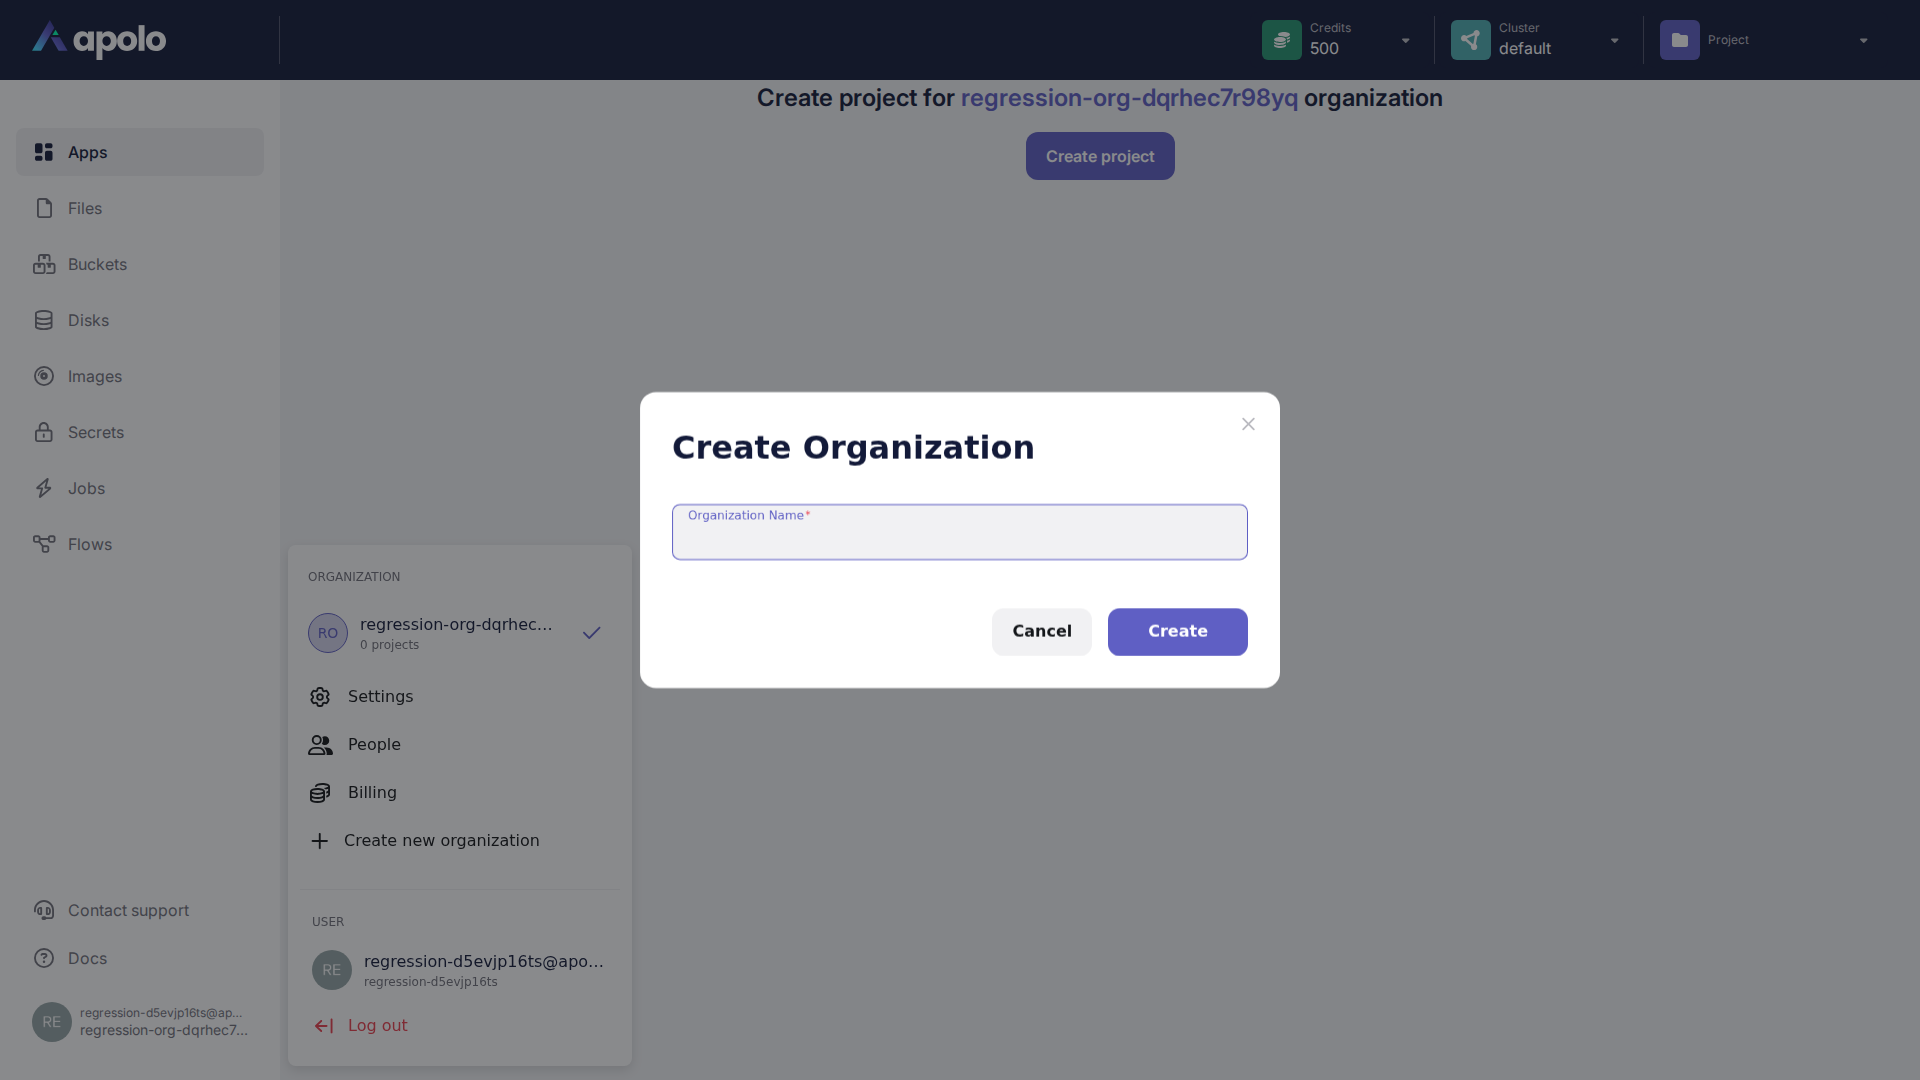 apolo
Credits
500
Cluster
default
Project
Create project for regression-org-dqrhec7r98yq organization
Create project
Apps
Files
Buckets
Disks
Images
Secrets
Jobs
Flows
Contact support
Docs
RE
regression-d5evjp16ts@ap...
regression-org-dqrhec7...
ORGANIZATION
RO
regression-org-dqrhec...
0 projects
Settings
People
Billing
Create new organization
USER
RE
regression-d5evjp16ts@apo...
regression-d5evjp16ts
Log out
Create Organization
Organization Name*
Cancel
Create